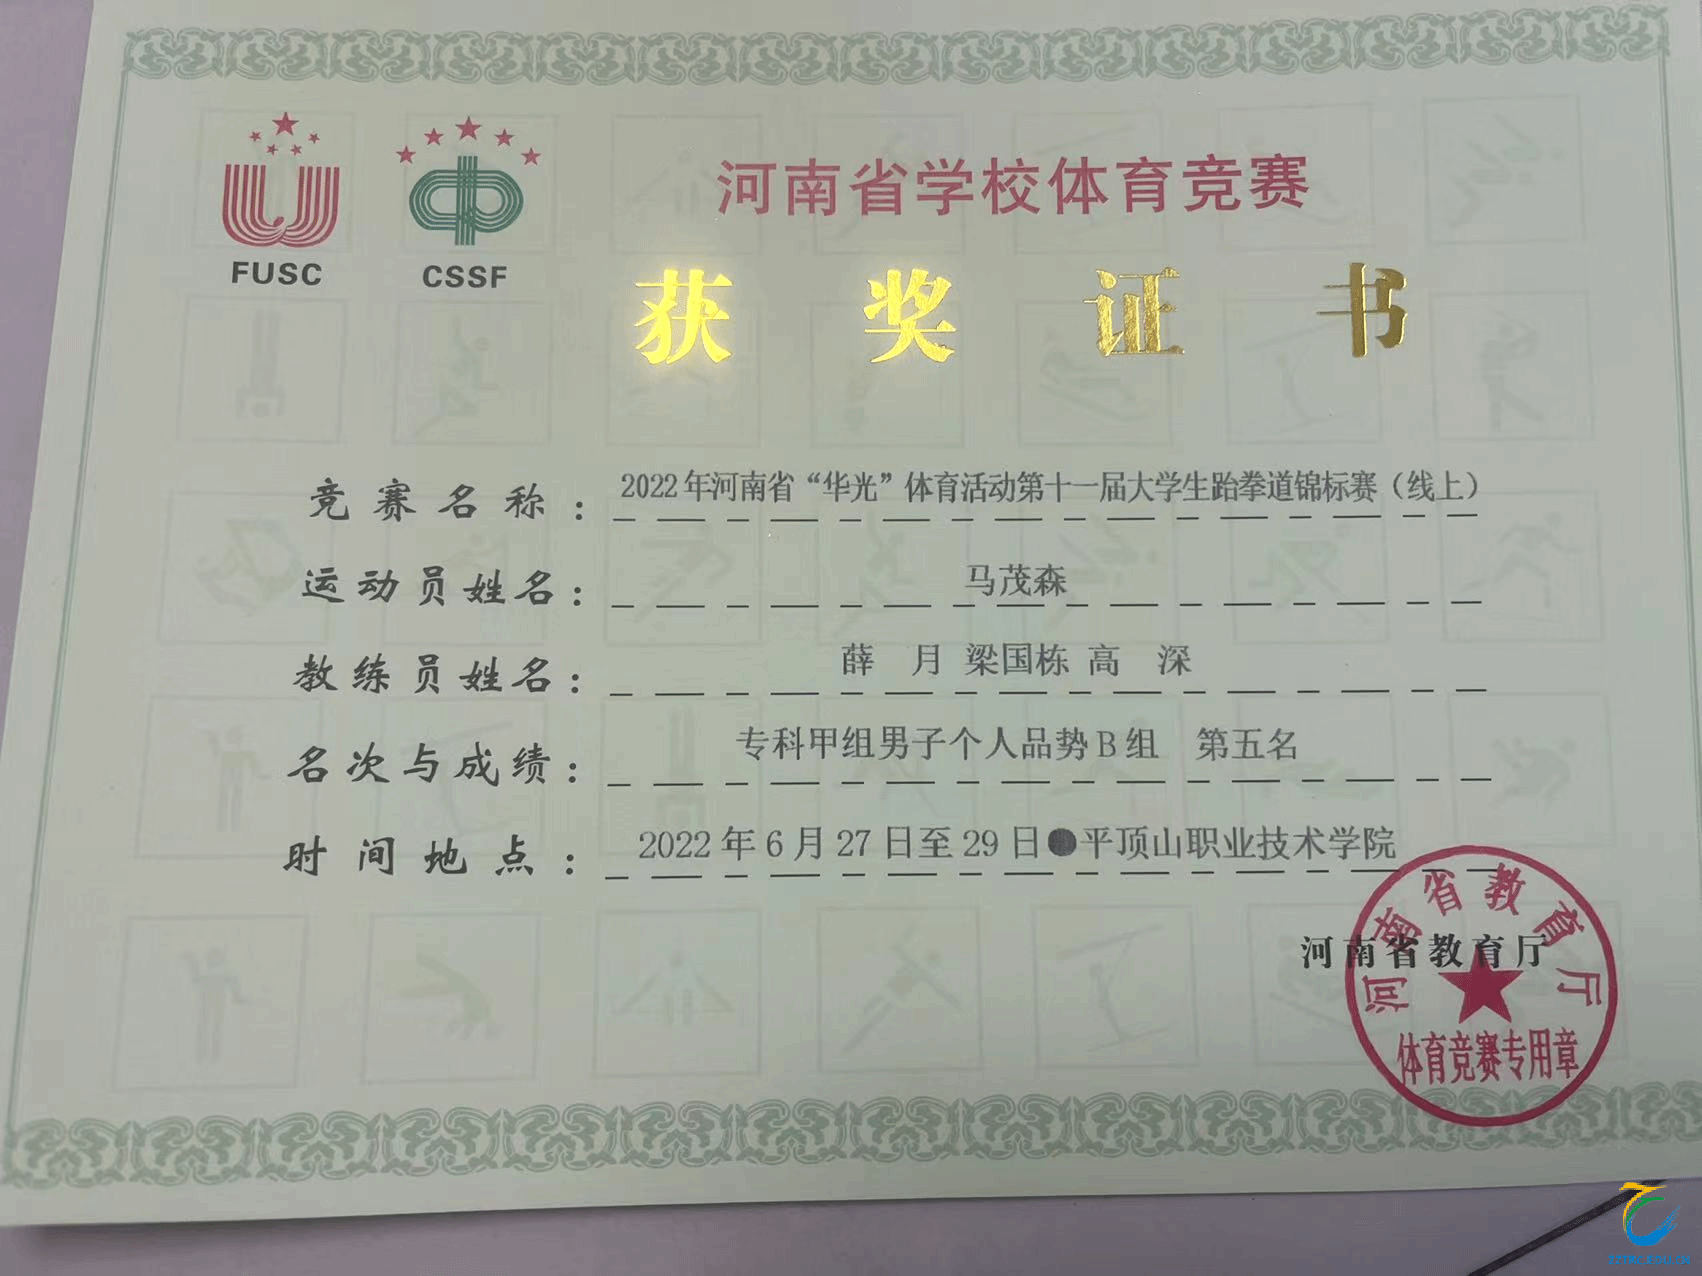 FUSC
CSSF
河南省学校体育竞赛
获奖证书
竞赛名称：2022年河南省“华光”体育活动第十一届大学生跆拳道锦标赛（线上）
运动员姓名：马茂森
教练员姓名：薛 月 梁国栋 高 深
名次与成绩：专科甲组男子个人品势B组 第五名
时间地点：2022年6月27日至29日●平顶山职业技术学院
河南省教育厅
河南省教育厅
体育竞赛专用章